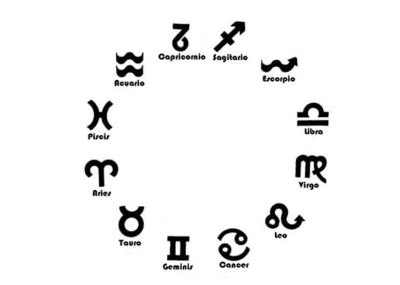 Capricornio
Sagitario
Escorpio
Acuario
Libra
Piscis
Virgo
Aries
Leo
Tauro
Cancer
Geminis